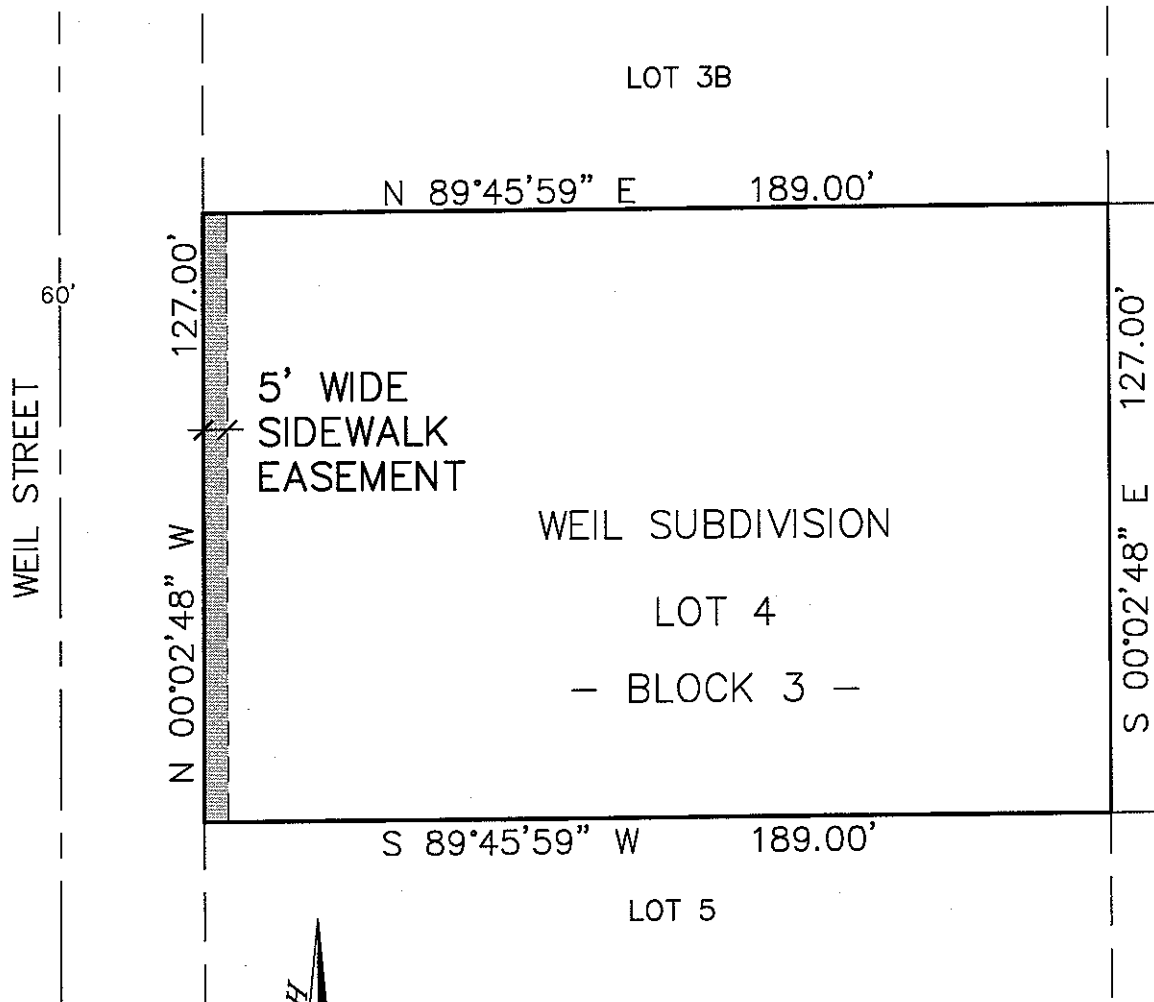 LOT 3B
N 89°45'59" E 189.00'
127.00'
60'
127.00'
5' WIDE
SIDEWALK
EASEMENT
WEIL STREET
WEIL SUBDIVISION
N 00°02'48" W
S 00°02'48" E
LOT 4
- BLOCK 3 -
S 89°45'59" W 189.00'
LOT 5